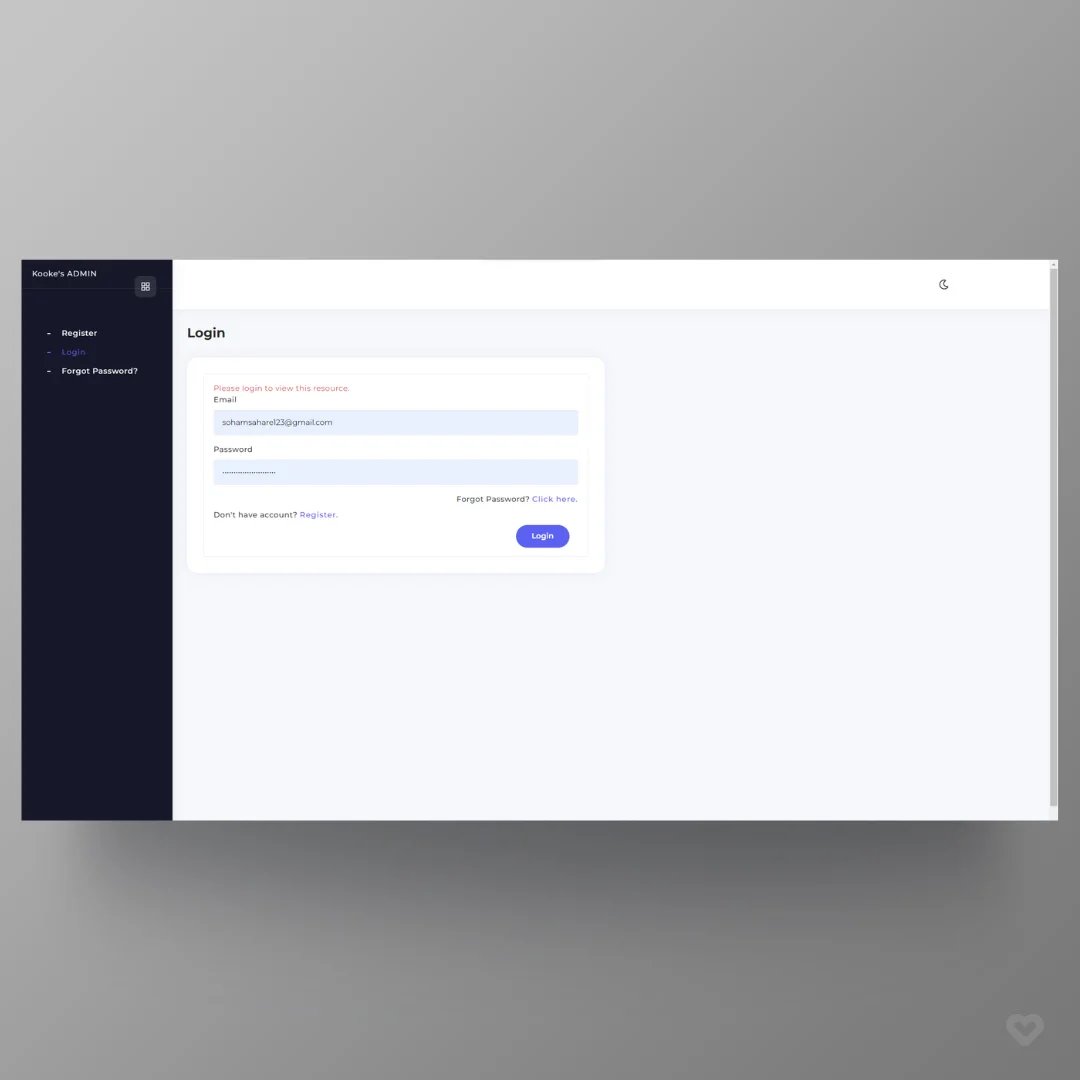 Kooke's ADMIN
- Register
- Login
- Forgot Password?
Login
Please login to view this resource.
Email
sohamsahare123@gmail.com
Password
Forgot Password? Click here.
Don't have account? Register.
Login